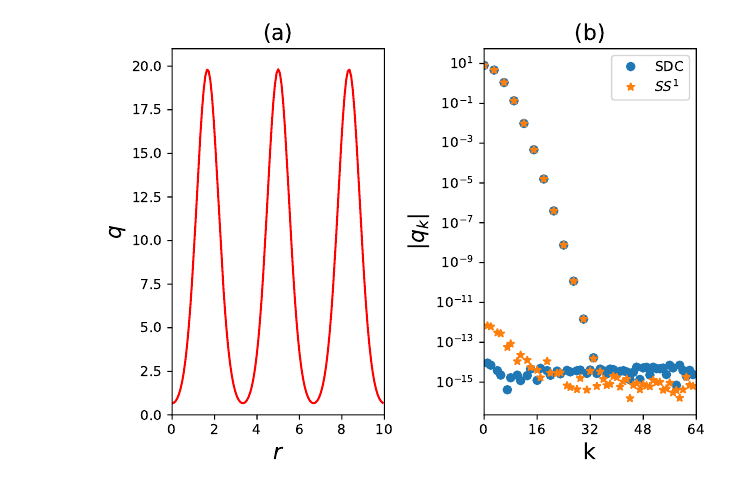 (a)
20.0
17.5
15.0
12.5
10.0
7.5
5.0
2.5
0.0
q
0 2 4 6 8 10
r
(b)
10^1
10^−1
10^−3
10^−5
10^−7
10^−9
10^−11
10^−13
10^−15
|q_k|
SDC
SS^1
0 16 32 48 64
k